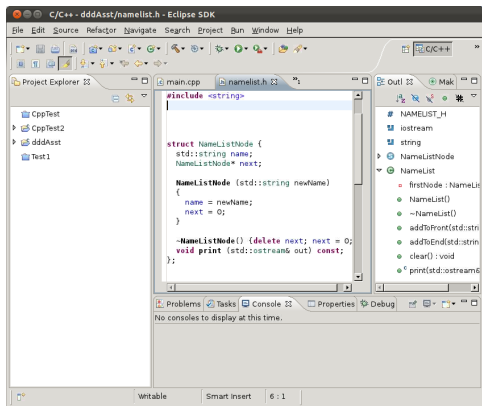 C/C++ - dddAsst/namelist.h - Eclipse SDK
File Edit Source Refactor Navigate Search Project Run Window Help
C/C++
»
Project Explorer
CppTest
CppTest2
dddAsst
Test1
main.cpp
namelist.h
»1
#include <string>
struct NameListNode {
std::string name;
NameListNode* next;
NameListNode (std::string newName)
{
name = newName;
next = 0;
}
~NameListNode() {delete next; next = 0;
void print (std::ostream& out) const;
};
Outl
Mak
NAMELIST_H
iostream
string
NameListNode
NameList
firstNode : NameLis
NameList()
~NameList()
addToFront(std::stri
addToEnd(std::strin
clear() : void
print(std::ostream&
Problems Tasks Console Properties Debug
No consoles to display at this time.
Writable Smart Insert 6 : 1